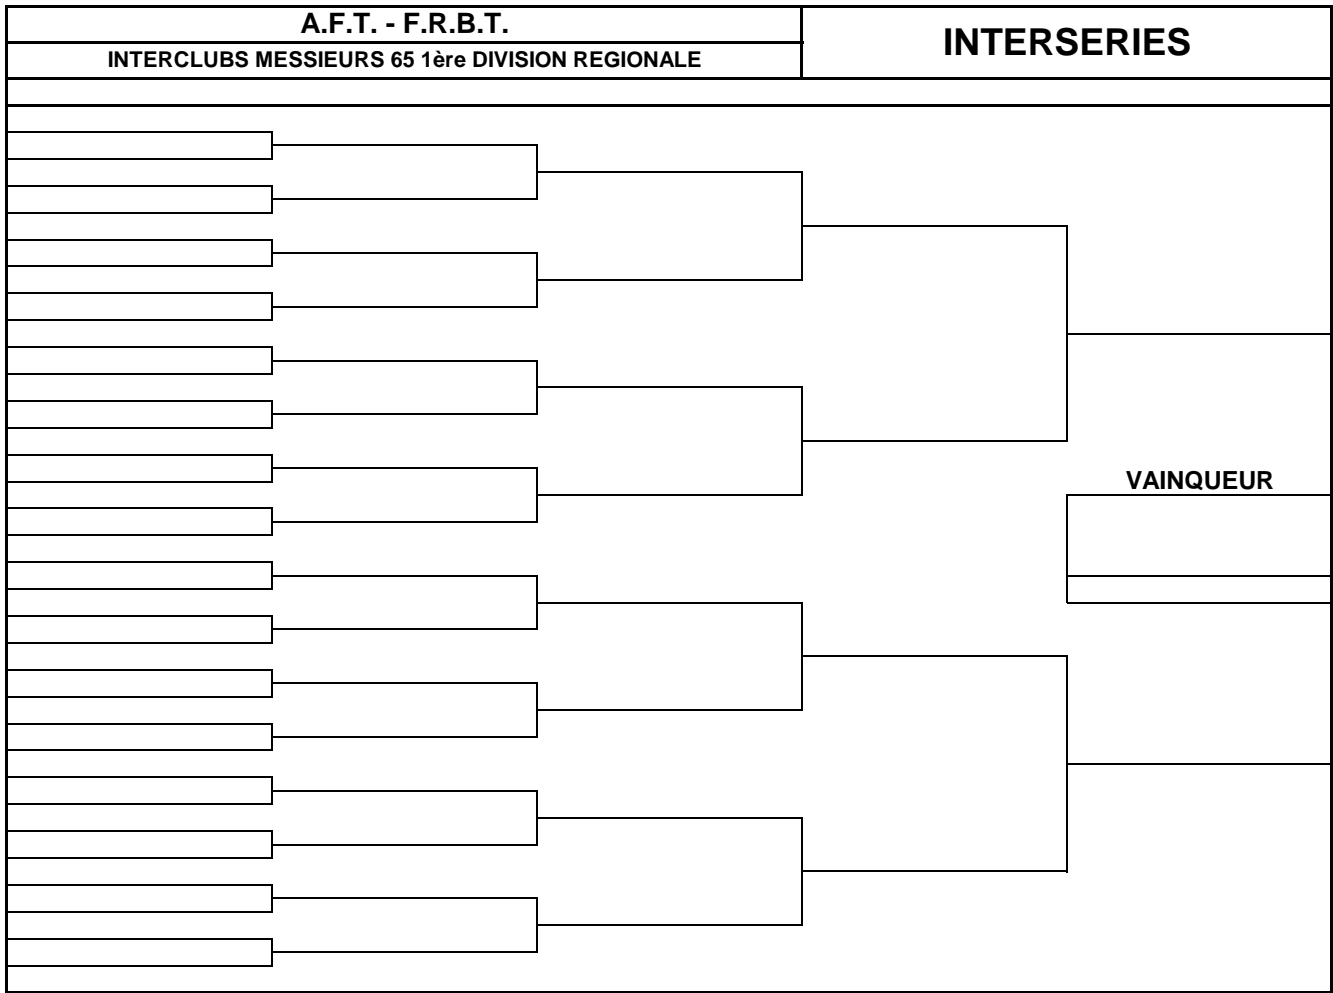 A.F.T. - F.R.B.T.
INTERCLUBS MESSIEURS 65 1ère DIVISION REGIONALE
INTERSERIES
VAINQUEUR